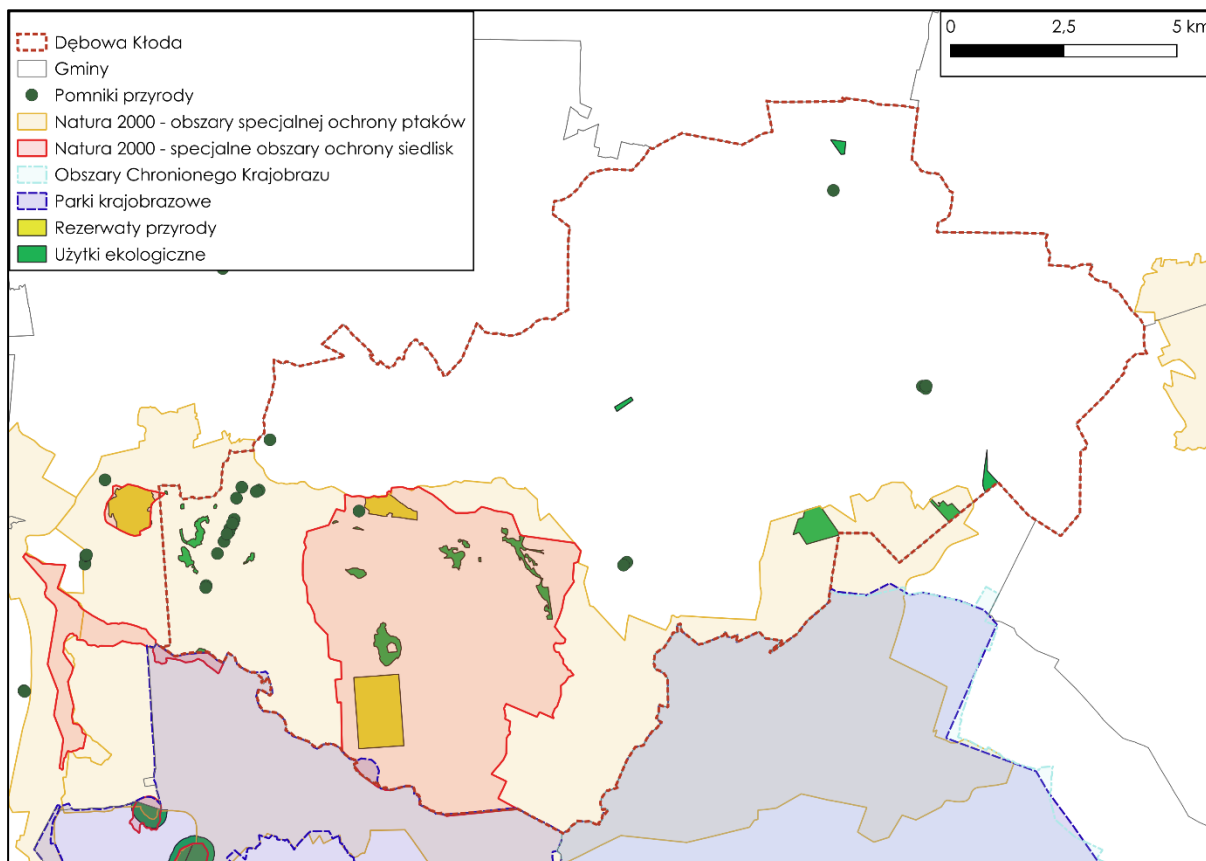 Dębowa Kłoda
Gminy
Pomniki przyrody
Natura 2000 - obszary specjalnej ochrony ptaków
Natura 2000 - specjalne obszary ochrony siedlisk
Obszary Chronionego Krajobrazu
Parki krajobrazowe
Rezerwaty przyrody
Użytki ekologiczne
0 2,5 5 km